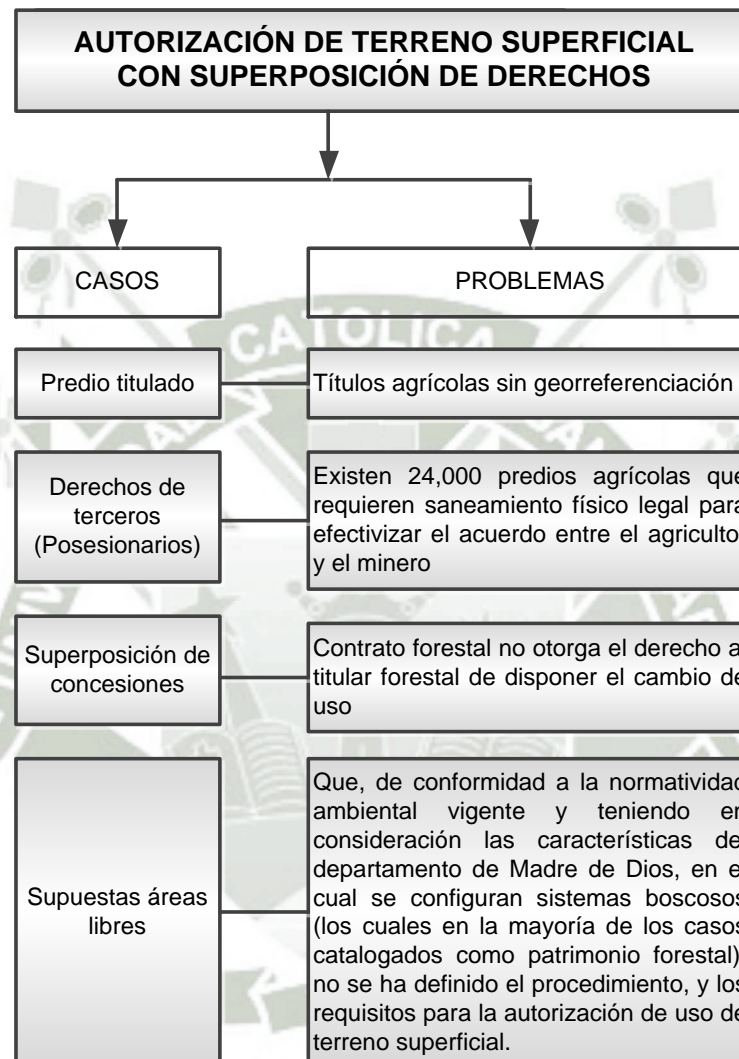 AUTORIZACIÓN DE TERRENO SUPERFICIAL
CON SUPERPOSICIÓN DE DERECHOS
CASOS
PROBLEMAS
CATOLICA
Predio titulado
Títulos agrícolas sin georreferenciación
Derechos de
terceros
(Posesionarios)
Existen 24,000 predios agrícolas que
requieren saneamiento físico legal para
efectivizar el acuerdo entre el agriculto
y el minero
Superposición de
concesiones
Contrato forestal no otorga el derecho a
titular forestal de disponer el cambio de
uso
Supuestas áreas
libres
Que, de conformidad a la normatividad
ambiental vigente y teniendo en
consideración las características de
departamento de Madre de Dios, en e
cual se configuran sistemas boscosos
(los cuales en la mayoría de los casos
catalogados como patrimonio forestal)
no se ha definido el procedimiento, y los
requisitos para la autorización de uso de
terreno superficial.